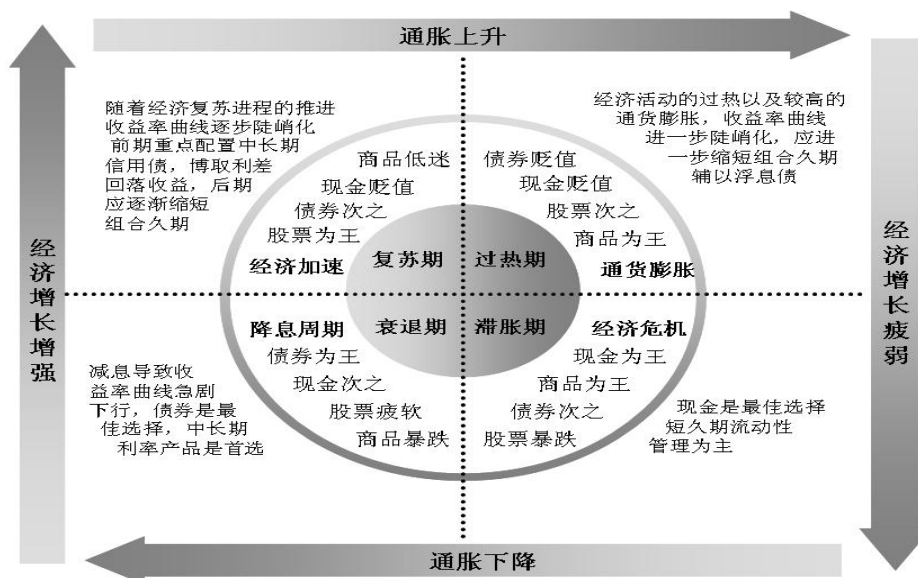 通胀上升
经济增长增强
随着经济复苏进程的推进
收益率曲线逐步陡峭化
前期重点配置中长期
信用债，博取利差
回落收益，后期
应逐渐缩短
组合久期
商品低迷
现金贬值
债券次之
股票为王
经济加速
复苏期
经济活动的过热以及较高的
通货膨胀，收益率曲线
进一步陡峭化，应进
一步缩短组合久期
辅以浮息债
债券贬值
现金贬值
股票次之
商品为王
过热期
通货膨胀
经济增长疲弱
降息周期
衰退期
债券为王
现金次之
股票疲软
商品暴跌
减息导致收
益率曲线急剧
下行，债券是最
佳选择，中长期
利率产品是首选
滞胀期
经济危机
现金为王
商品为王
债券次之
股票暴跌
现金是最佳选择
短久期流动性
管理为主
通胀下降